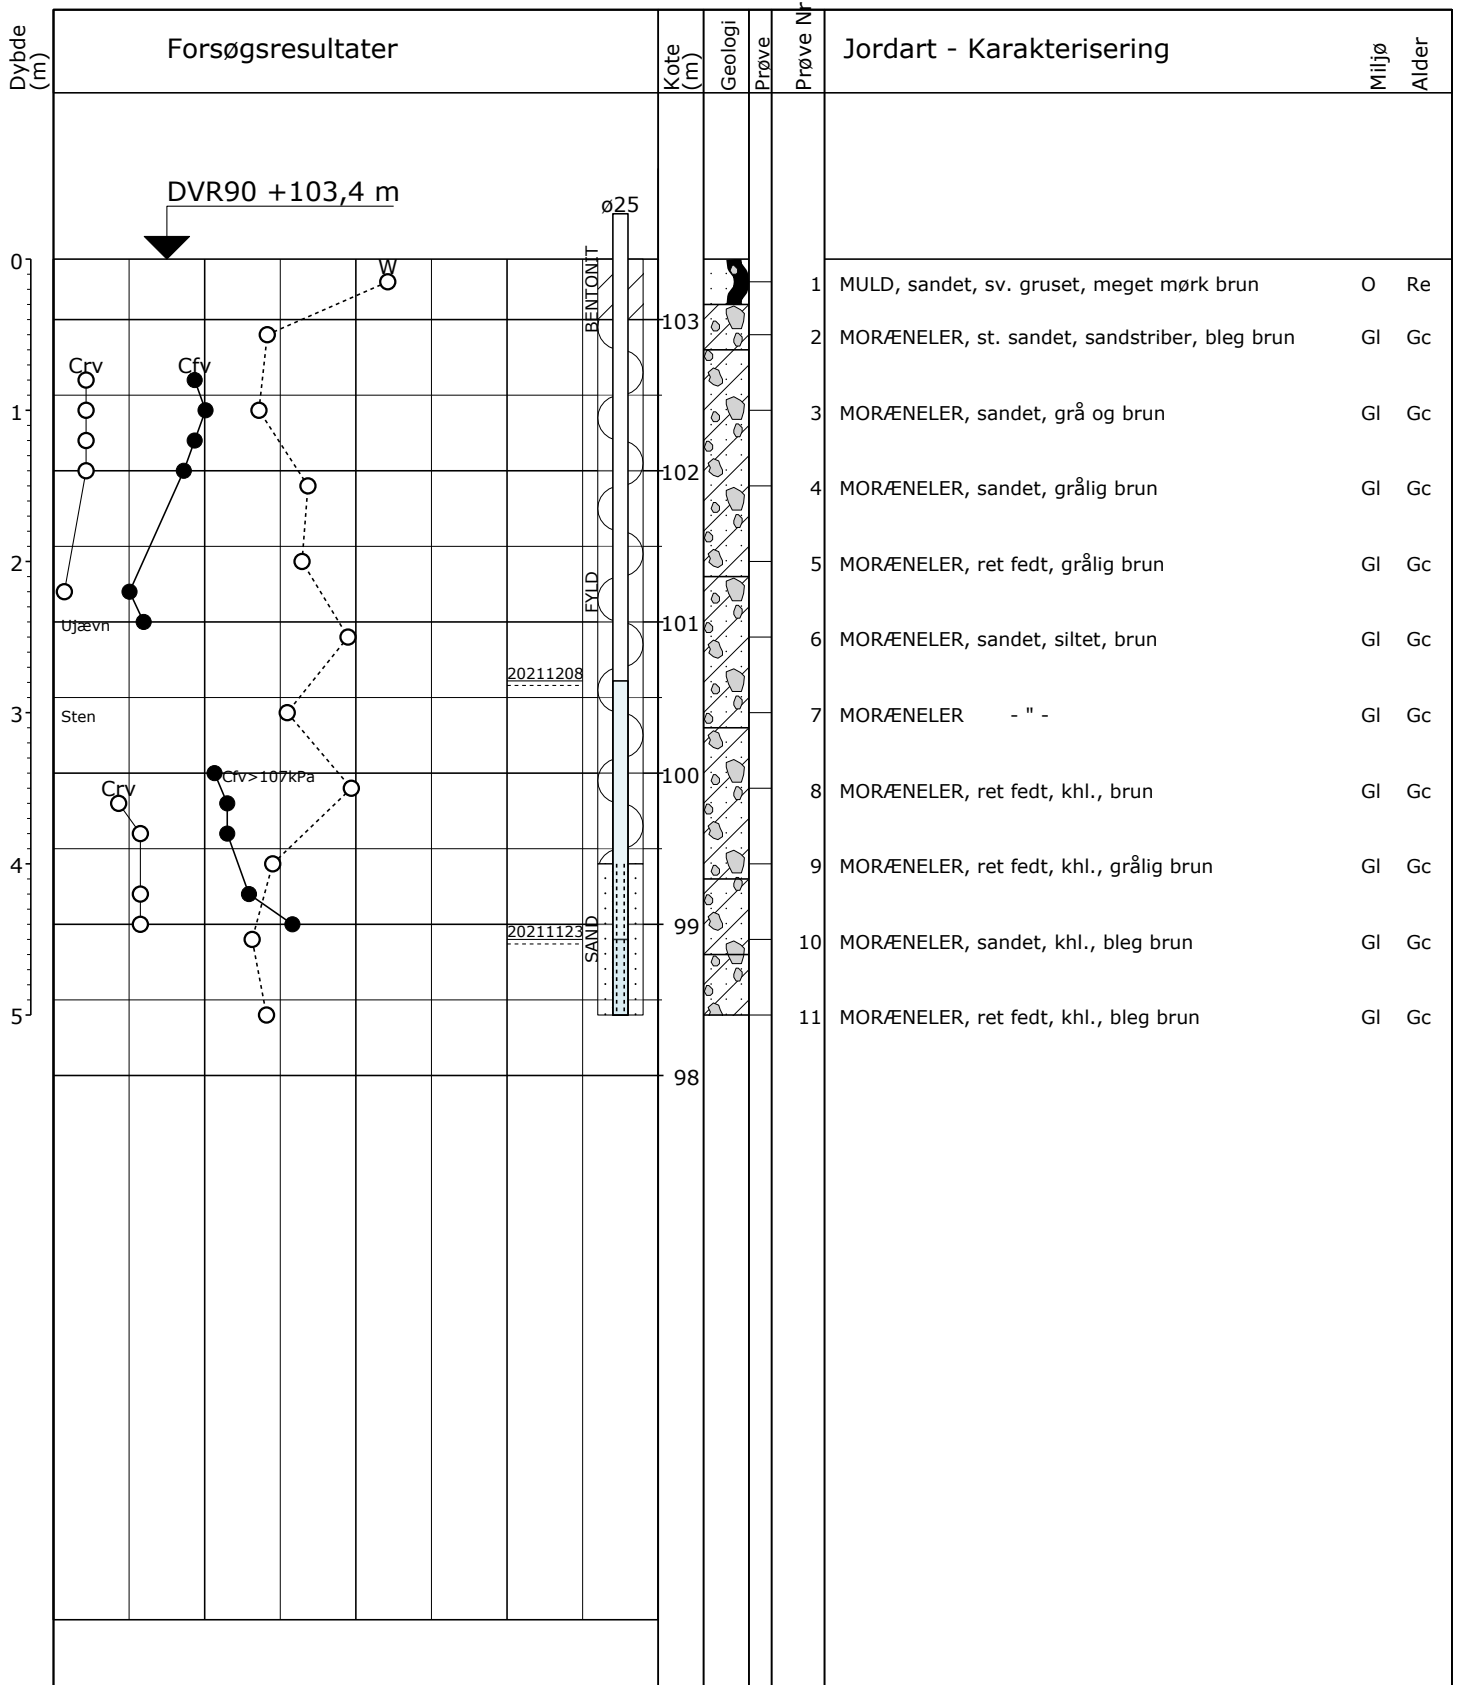 Dybde (m)
Forsøgsresultater
Kote (m)
Geologi
Prøve
Prøve Nr
Jordart - Karakterisering
Miljø
Alder
DVR90 +103,4 m
ø25
W
BENTONIT
0
1 MULD, sandet, sv. gruset, meget mørk brun O Re
103
2 MORÆNELER, st. sandet, sandstriber, bleg brun Gl Gc
Crv
Cfv
1
3 MORÆNELER, sandet, grå og brun Gl Gc
102
4 MORÆNELER, sandet, grålig brun Gl Gc
2
5 MORÆNELER, ret fedt, grålig brun Gl Gc
FYLD
Ujævn
101
6 MORÆNELER, sandet, siltet, brun Gl Gc
20211208
3
Sten
7 MORÆNELER - " - Gl Gc
Cfv>107kPa
100
Crv
8 MORÆNELER, ret fedt, khl., brun Gl Gc
4
9 MORÆNELER, ret fedt, khl., grålig brun Gl Gc
20211123
SAND
99
10 MORÆNELER, sandet, khl., bleg brun Gl Gc
5
11 MORÆNELER, ret fedt, khl., bleg brun Gl Gc
98